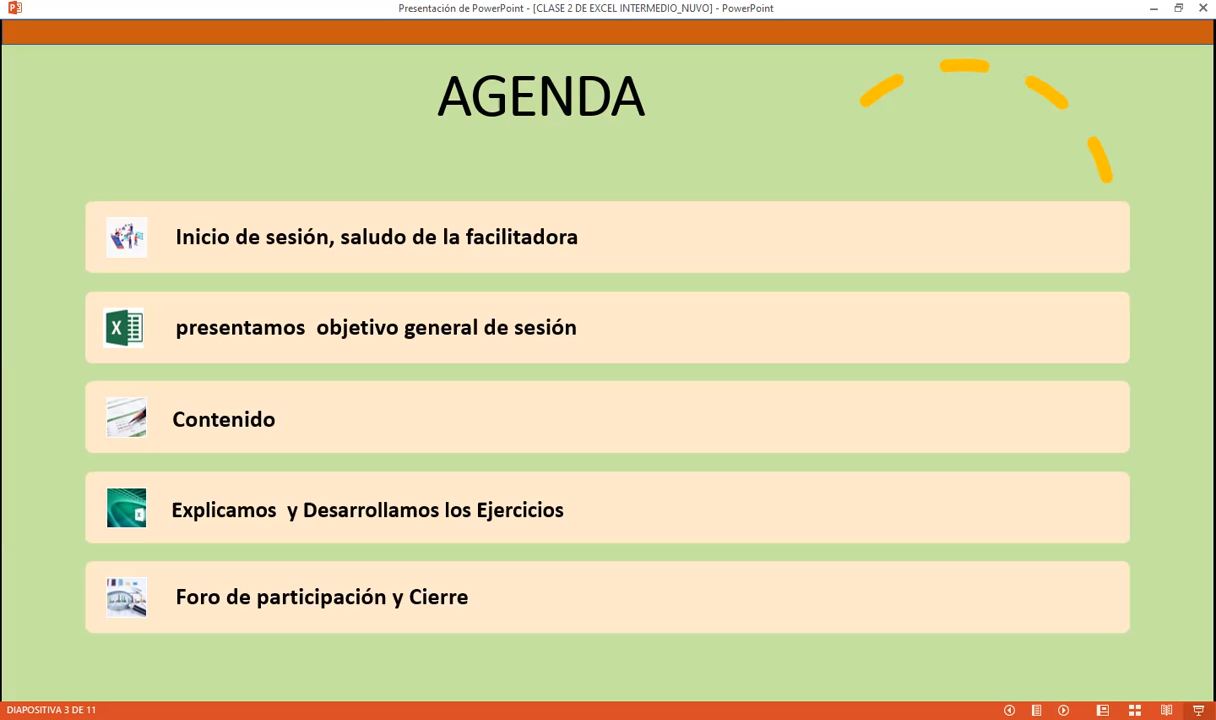 Presentación de PowerPoint - [CLASE 2 DE EXCEL INTERMEDIO_NUVO] - PowerPoint
AGENDA
Inicio de sesión, saludo de la facilitadora
presentamos  objetivo general de sesión
Contenido
Explicamos  y Desarrollamos los Ejercicios
Foro de participación y Cierre
DIAPOSITIVA 3 DE 11